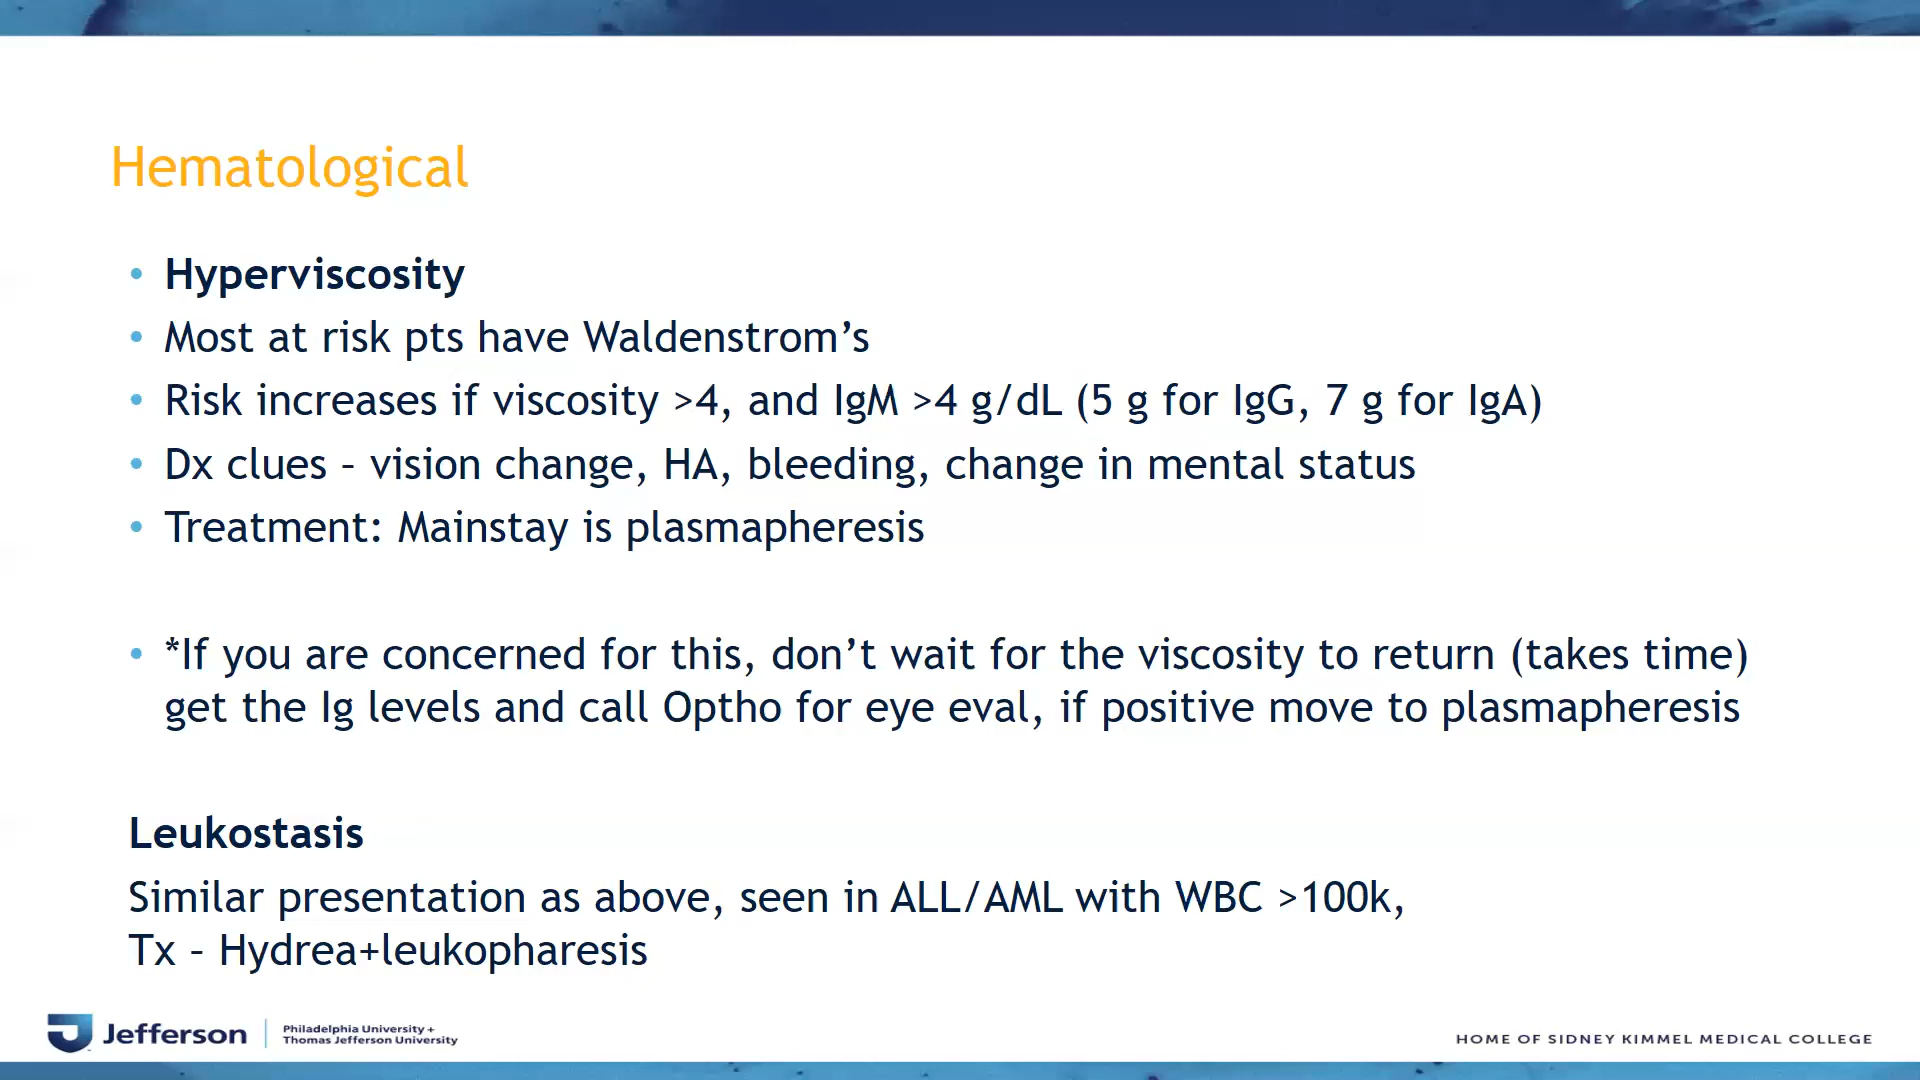 Hematological
• Hyperviscosity
• Most at risk pts have Waldenstrom’s
• Risk increases if viscosity >4, and IgM >4 g/dL (5 g for IgG, 7 g for IgA)
• Dx clues – vision change, HA, bleeding, change in mental status
• Treatment: Mainstay is plasmapheresis
• *If you are concerned for this, don’t wait for the viscosity to return (takes time)
get the Ig levels and call Optho for eye eval, if positive move to plasmapheresis
Leukostasis
Similar presentation as above, seen in ALL/AML with WBC >100k,
Tx – Hydrea+leukopharesis
Jefferson
Philadelphia University +
Thomas Jefferson University
HOME OF SIDNEY KIMMEL MEDICAL COLLEGE